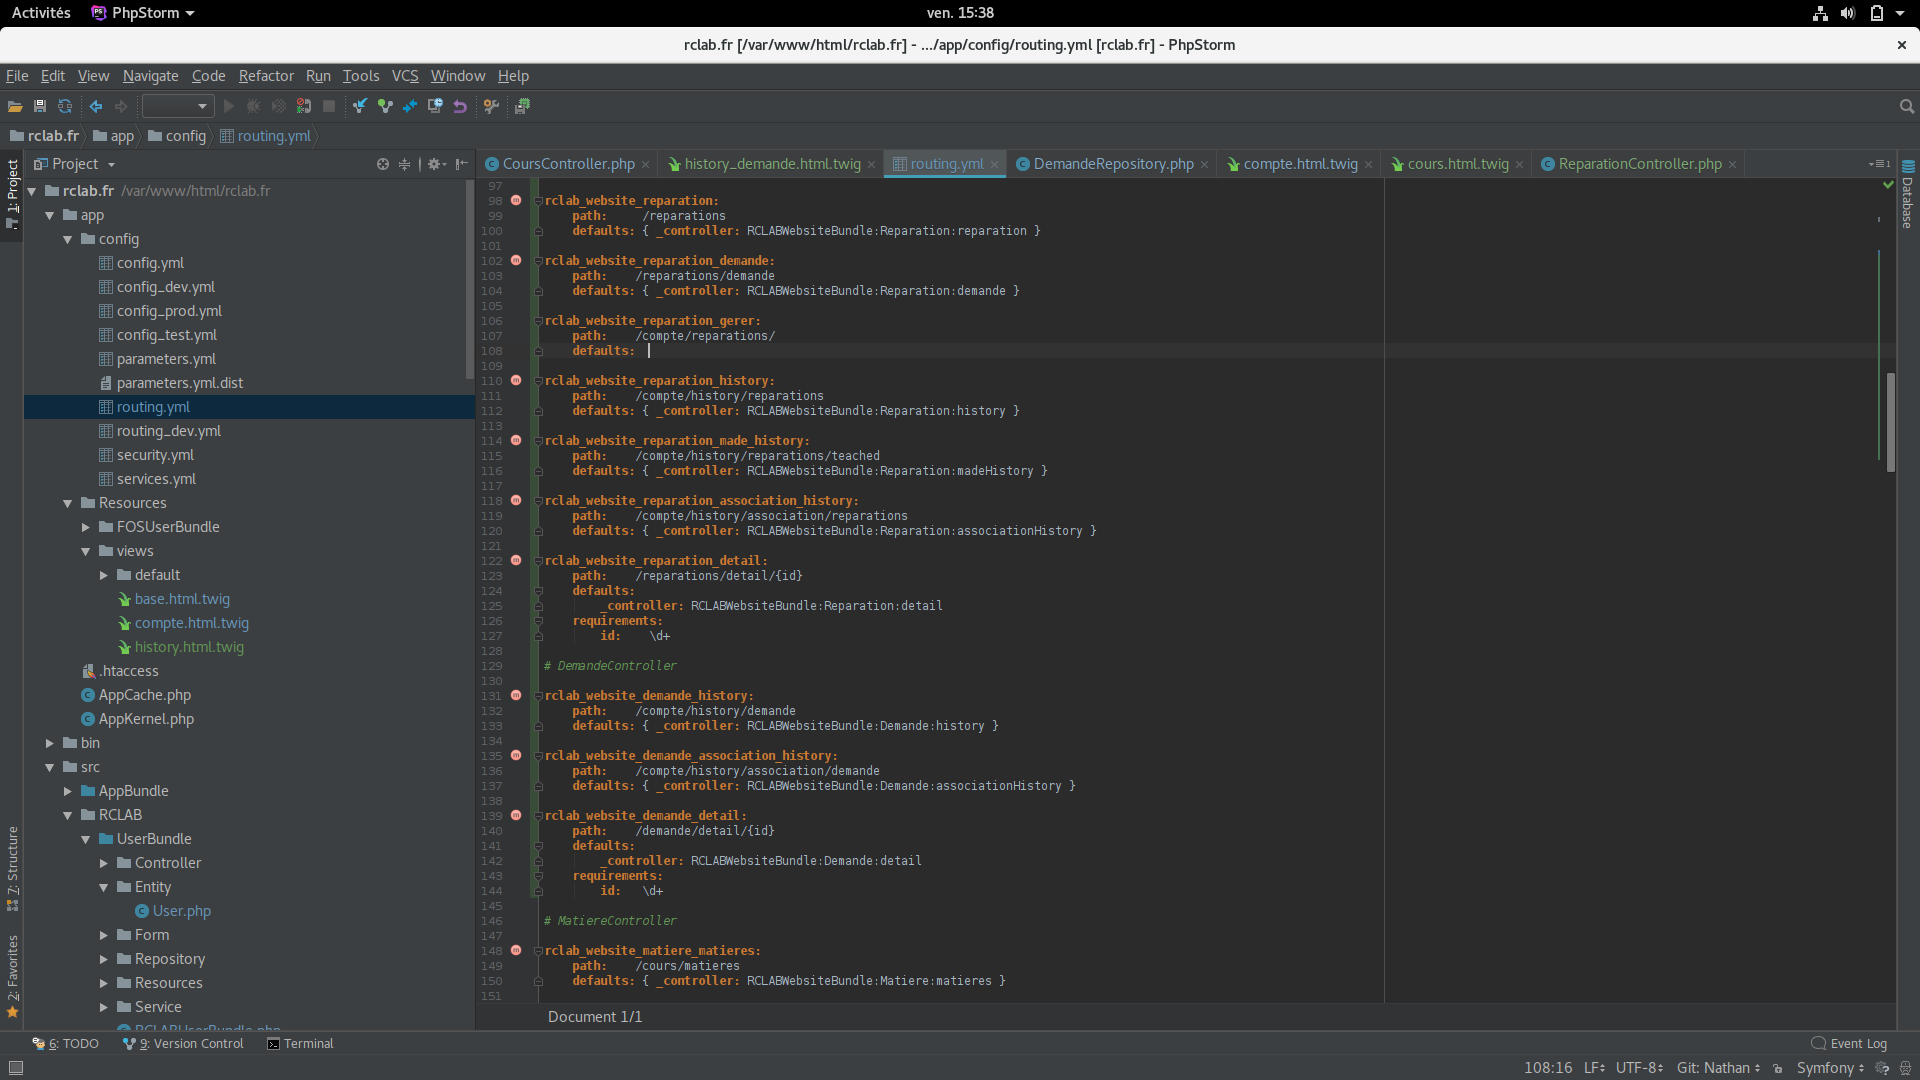 Activités PhpStorm ven. 15:38
rclab.fr [/var/www/html/rclab.fr] - .../app/config/routing.yml [rclab.fr] - PhpStorm
File Edit View Navigate Code Refactor Run Tools VCS Window Help
rclab.fr app config routing.yml
1: Project
7: Structure
2: Favorites
Project
rclab.fr /var/www/html/rclab.fr
app
config
config.yml
config_dev.yml
config_prod.yml
config_test.yml
parameters.yml
parameters.yml.dist
routing.yml
routing_dev.yml
security.yml
services.yml
Resources
FOSUserBundle
views
default
base.html.twig
compte.html.twig
history.html.twig
.htaccess
AppCache.php
AppKernel.php
bin
src
AppBundle
RCLAB
UserBundle
Controller
Entity
User.php
Form
Repository
Resources
Service
RCLABUserBundle.php
CoursController.php history_demande.html.twig routing.yml DemandeRepository.php compte.html.twig cours.html.twig ReparationController.php
97
98 rclab_website_reparation:
99 path: /reparations
100 defaults: { _controller: RCLABWebsiteBundle:Reparation:reparation }
101
102 rclab_website_reparation_demande:
103 path: /reparations/demande
104 defaults: { _controller: RCLABWebsiteBundle:Reparation:demande }
105
106 rclab_website_reparation_gerer:
107 path: /compte/reparations/
108 defaults:
109
110 rclab_website_reparation_history:
111 path: /compte/history/reparations
112 defaults: { _controller: RCLABWebsiteBundle:Reparation:history }
113
114 rclab_website_reparation_made_history:
115 path: /compte/history/reparations/teached
116 defaults: { _controller: RCLABWebsiteBundle:Reparation:madeHistory }
117
118 rclab_website_reparation_association_history:
119 path: /compte/history/association/reparations
120 defaults: { _controller: RCLABWebsiteBundle:Reparation:associationHistory }
121
122 rclab_website_reparation_detail:
123 path: /reparations/detail/{id}
124 defaults:
125 _controller: RCLABWebsiteBundle:Reparation:detail
126 requirements:
127 id: \d+
128
129 # DemandeController
130
131 rclab_website_demande_history:
132 path: /compte/history/demande
133 defaults: { _controller: RCLABWebsiteBundle:Demande:history }
134
135 rclab_website_demande_association_history:
136 path: /compte/history/association/demande
137 defaults: { _controller: RCLABWebsiteBundle:Demande:associationHistory }
138
139 rclab_website_demande_detail:
140 path: /demande/detail/{id}
141 defaults:
142 _controller: RCLABWebsiteBundle:Demande:detail
143 requirements:
144 id: \d+
145
146 # MatiereController
147
148 rclab_website_matiere_matieres:
149 path: /cours/matieres
150 defaults: { _controller: RCLABWebsiteBundle:Matiere:matieres }
151
Document 1/1
Database
6: TODO 9: Version Control Terminal Event Log
108:16 LF UTF-8 Git: Nathan Symfony